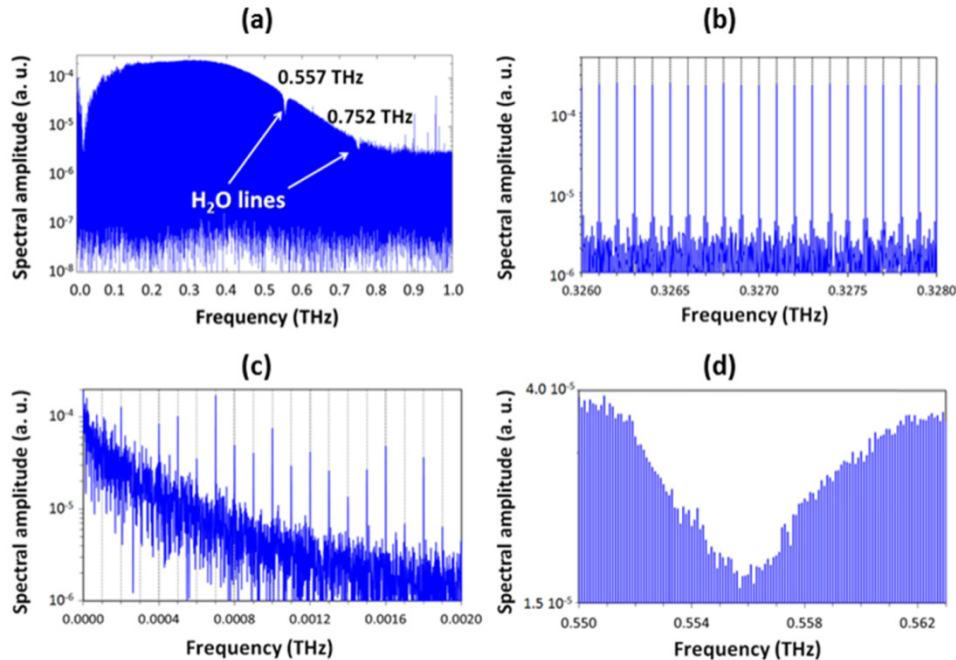 (a)
(b)
Spectral amplitude (a. u.)
10⁻⁴
10⁻⁵
10⁻⁶
10⁻⁷
10⁻⁸
0.557 THz
0.752 THz
H₂O lines
0.0 0.1 0.2 0.3 0.4 0.5 0.6 0.7 0.8 0.9 1.0
Frequency (THz)
Spectral amplitude (a. u.)
10⁻⁴
10⁻⁵
10⁻⁶
0.3260 0.3265 0.3270 0.3275 0.3280
Frequency (THz)
(c)
(d)
Spectral amplitude (a. u.)
10⁻⁴
10⁻⁵
10⁻⁶
0.0000 0.0004 0.0008 0.0012 0.0016 0.0020
Frequency (THz)
Spectral amplitude (a. u.)
4.0 10⁻⁵
1.5 10⁻⁵
0.550 0.554 0.558 0.562
Frequency (THz)